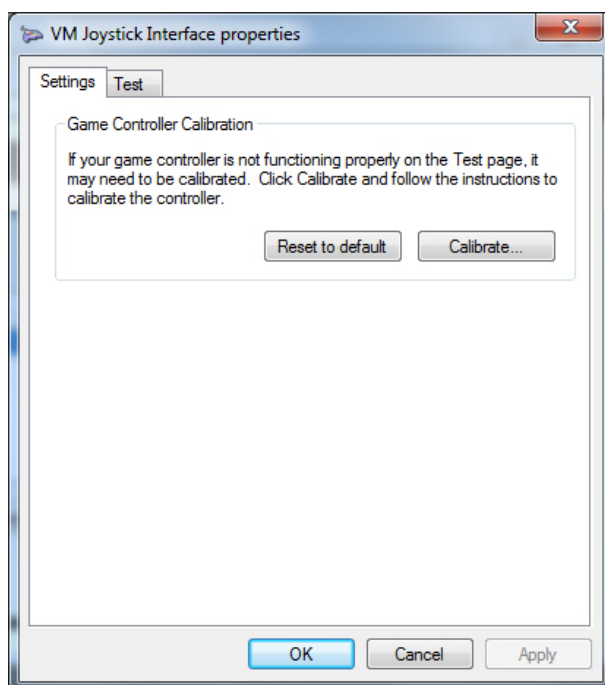 VM Joystick Interface properties
Settings
Test
Game Controller Calibration
If your game controller is not functioning properly on the Test page, it
may need to be calibrated. Click Calibrate and follow the instructions to
calibrate the controller.
Reset to default
Calibrate...
OK
Cancel
Apply